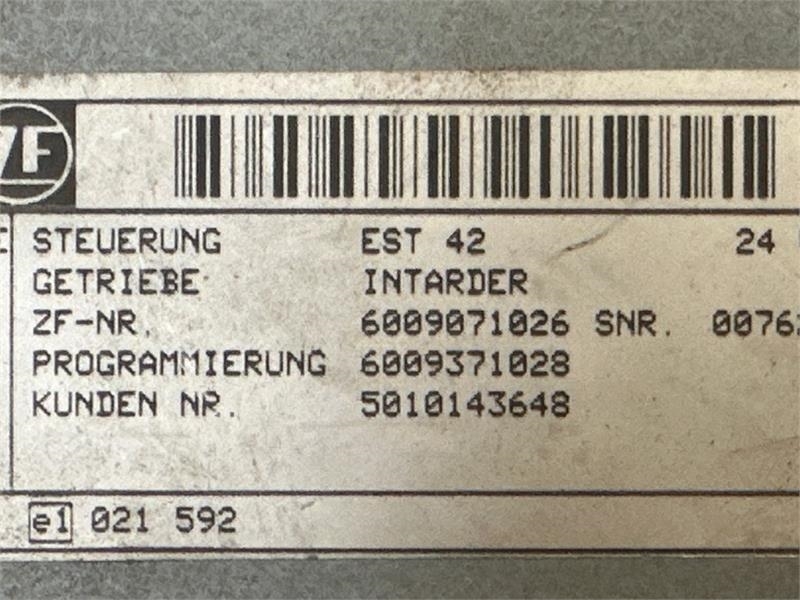 ZF
STEUERUNG EST 42 24
GETRIEBE INTARDER
ZF-NR. 6009071026 SNR. 0076
PROGRAMMIERUNG 6009371028
KUNDEN NR. 5010143648
e1 021 592